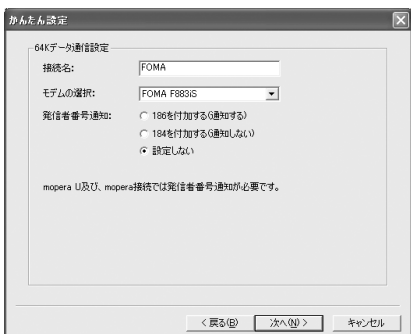 かんたん設定
64Kデータ通信設定
接続名: FOMA
モデムの選択: FOMA F883iS
発信者番号通知: 186を付加する(通知する)
184を付加する(通知しない)
設定しない
mopera U及び、mopera接続では発信者番号通知が必要です。
< 戻る(B) 次へ(N) > キャンセル